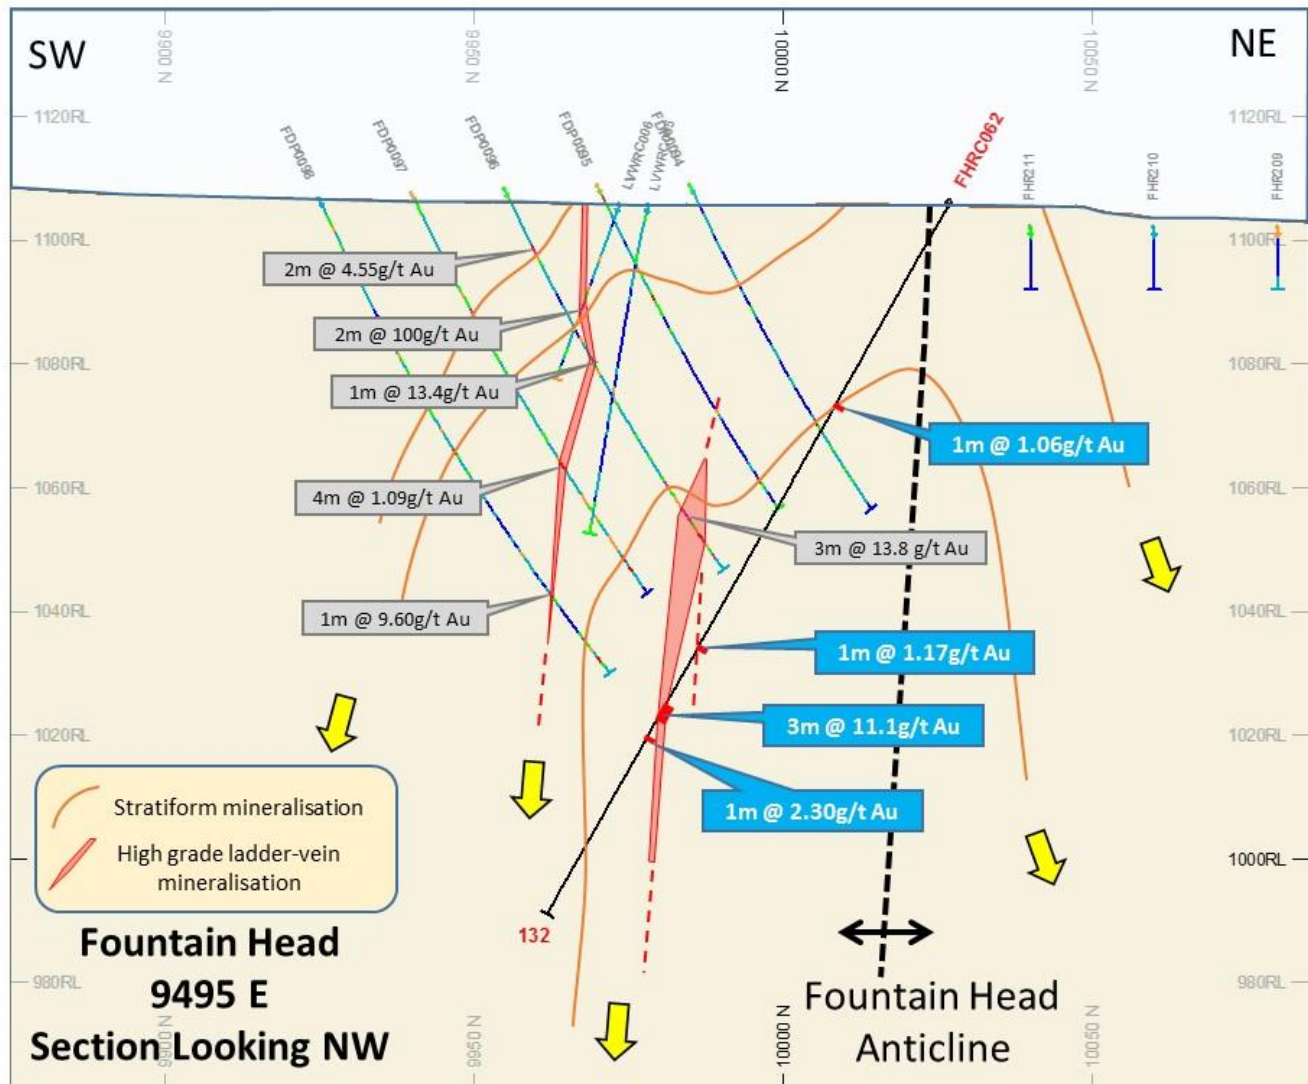 SW
NE
9900 N
9950 N
10000 N
10050 N
1120RL
1120RL
FDP0098
FDP0097
FDP0096
FDP0095
LVWRC006
FDP0094
FHRC062
FHR211
FHR210
FHR209
1100RL
1100RL
2m @ 4.55g/t Au
2m @ 100g/t Au
1080RL
1080RL
1m @ 13.4g/t Au
1m @ 1.06g/t Au
4m @ 1.09g/t Au
1060RL
1060RL
3m @ 13.8 g/t Au
1m @ 9.60g/t Au
1040RL
1040RL
1m @ 1.17g/t Au
3m @ 11.1g/t Au
1020RL
1020RL
1m @ 2.30g/t Au
Stratiform mineralisation
High grade ladder-vein
mineralisation
1000RL
132
Fountain Head
9495 E
Section Looking NW
980RL
980RL
Fountain Head
Anticline
9900 N
9950 N
10000 N
10050 N